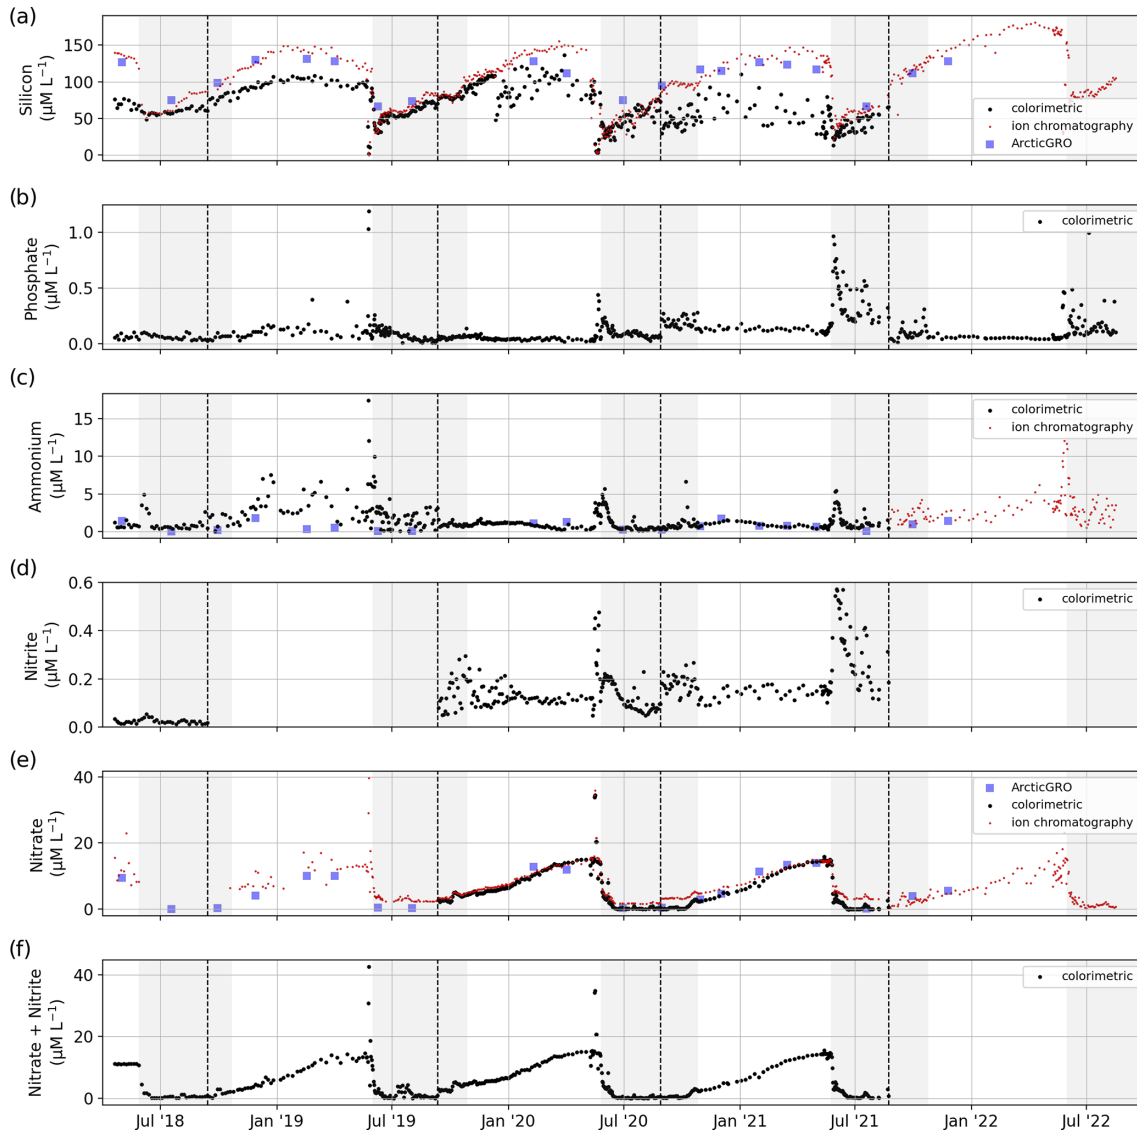 (a)
150
100
50
0
Silicon
(µM L⁻¹)
colorimetric
ion chromatography
ArcticGRO
(b)
1.0
0.5
0.0
Phosphate
(µM L⁻¹)
colorimetric
(c)
15
10
5
0
Ammonium
(µM L⁻¹)
colorimetric
ion chromatography
(d)
0.6
0.4
0.2
0.0
Nitrite
(µM L⁻¹)
colorimetric
(e)
40
20
0
Nitrate
(µM L⁻¹)
ArcticGRO
colorimetric
ion chromatography
(f)
40
20
0
Nitrate + Nitrite
(µM L⁻¹)
colorimetric
Jul '18 Jan '19 Jul '19 Jan '20 Jul '20 Jan '21 Jul '21 Jan '22 Jul '22